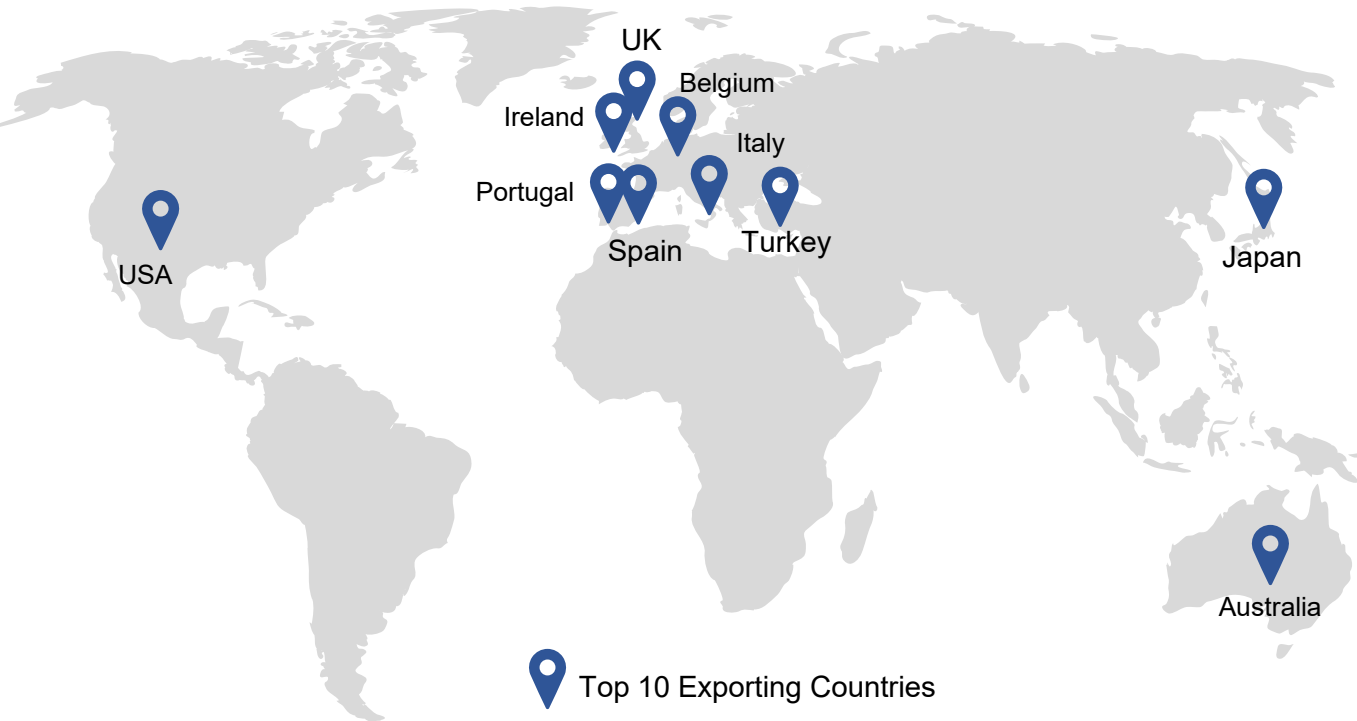 UK
Belgium
Ireland
Italy
Portugal
Spain
Turkey
USA
Japan
Australia
Top 10 Exporting Countries